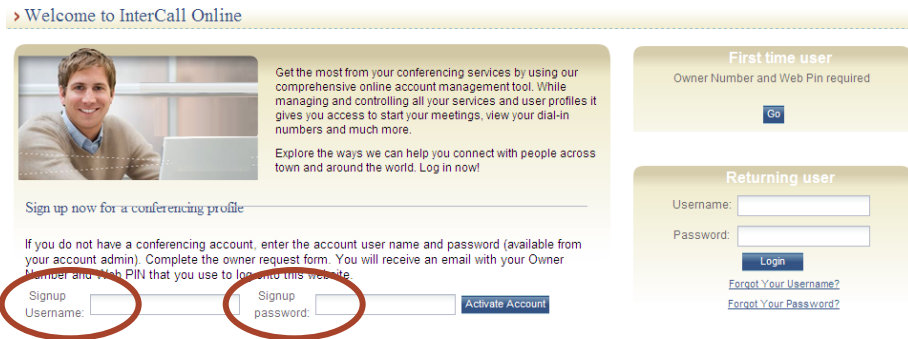 > Welcome to InterCall Online
Get the most from your conferencing services by using our
comprehensive online account management tool. While
managing and controlling all your services and user profiles it
gives you access to start your meetings, view your dial-in
numbers and much more.
Explore the ways we can help you connect with people across
town and around the world. Log in now!
Sign up now for a conferencing profile
If you do not have a conferencing account, enter the account user name and password (available from
your account admin). Complete the owner request form. You will receive an email with your Owner
Number and Web PIN that you use to log onto this website.
Signup
Username:
Signup
password:
Activate Account
First time user
Owner Number and Web Pin required
Go
Returning user
Username:
Password:
Login
Forgot Your Username?
Forgot Your Password?